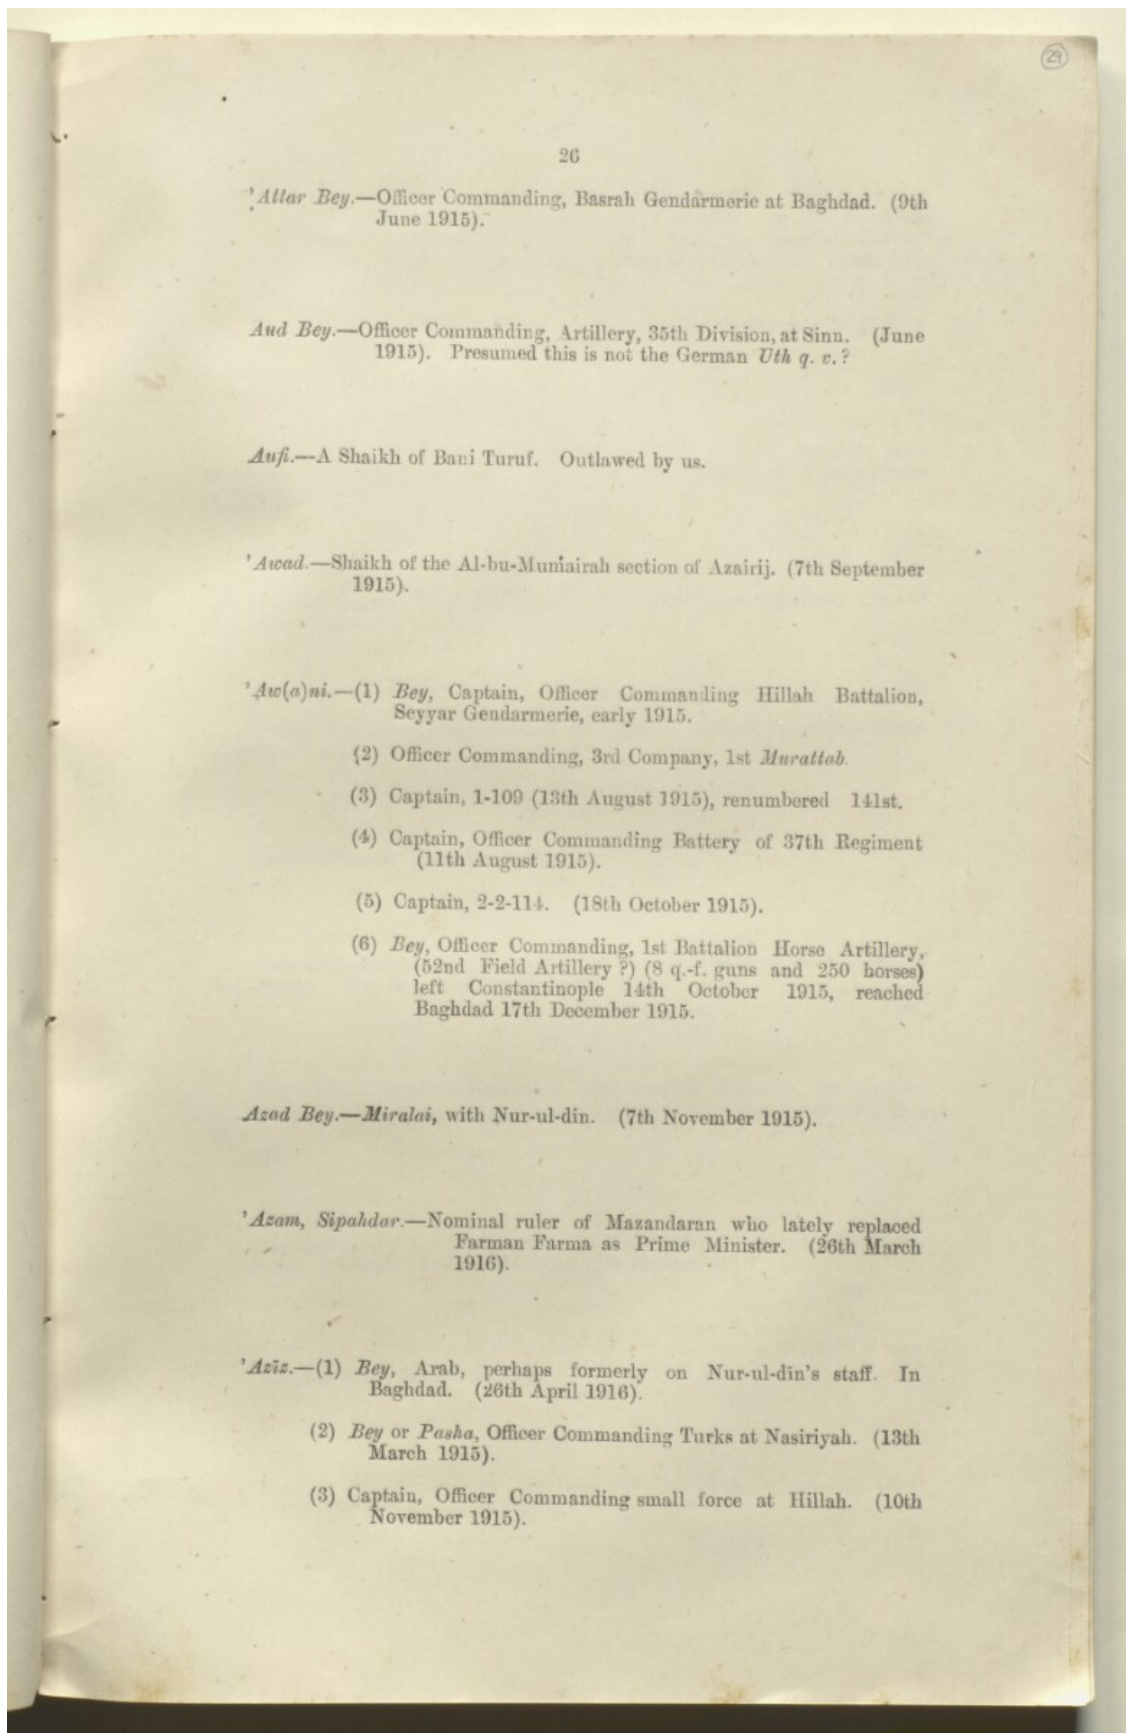 29
26
'Attar Bey.—Officer Commanding, Basrah Gendarmerie at Baghdad. (9th
June 1915).
Aud Bey.—Officer Commanding, Artillery, 35th Division, at Sinn. (June
1915). Presumed this is not the German Uth q. v.?
Aufi.—A Shaikh of Bani Turuf. Outlawed by us.
'Awad.—Shaikh of the Al-bu-Mumairah section of Azairij. (7th September
1915).
'Aw(a)ni.—(1) Bey, Captain, Officer Commanding Hillah Battalion,
Seyyar Gendarmerie, early 1915.
(2) Officer Commanding, 3rd Company, 1st Murattab.
(3) Captain, 1-109 (13th August 1915), renumbered 141st.
(4) Captain, Officer Commanding Battery of 37th Regiment
(11th August 1915).
(5) Captain, 2-2-114. (18th October 1915).
(6) Bey, Officer Commanding, 1st Battalion Horse Artillery,
(52nd Field Artillery ?) (8 q.-f. guns and 250 horses)
left Constantinople 14th October 1915, reached
Baghdad 17th December 1915.
Azad Bey.—Miralai, with Nur-ul-din. (7th November 1915).
'Azam, Sipahdar.—Nominal ruler of Mazandaran who lately replaced
Farman Farma as Prime Minister. (26th March
1916).
'Azīz.—(1) Bey, Arab, perhaps formerly on Nur-ul-dīn's staff. In
Baghdad. (26th April 1916).
(2) Bey or Pasha, Officer Commanding Turks at Nasiriyah. (13th
March 1915).
(3) Captain, Officer Commanding small force at Hillah. (10th
November 1915).